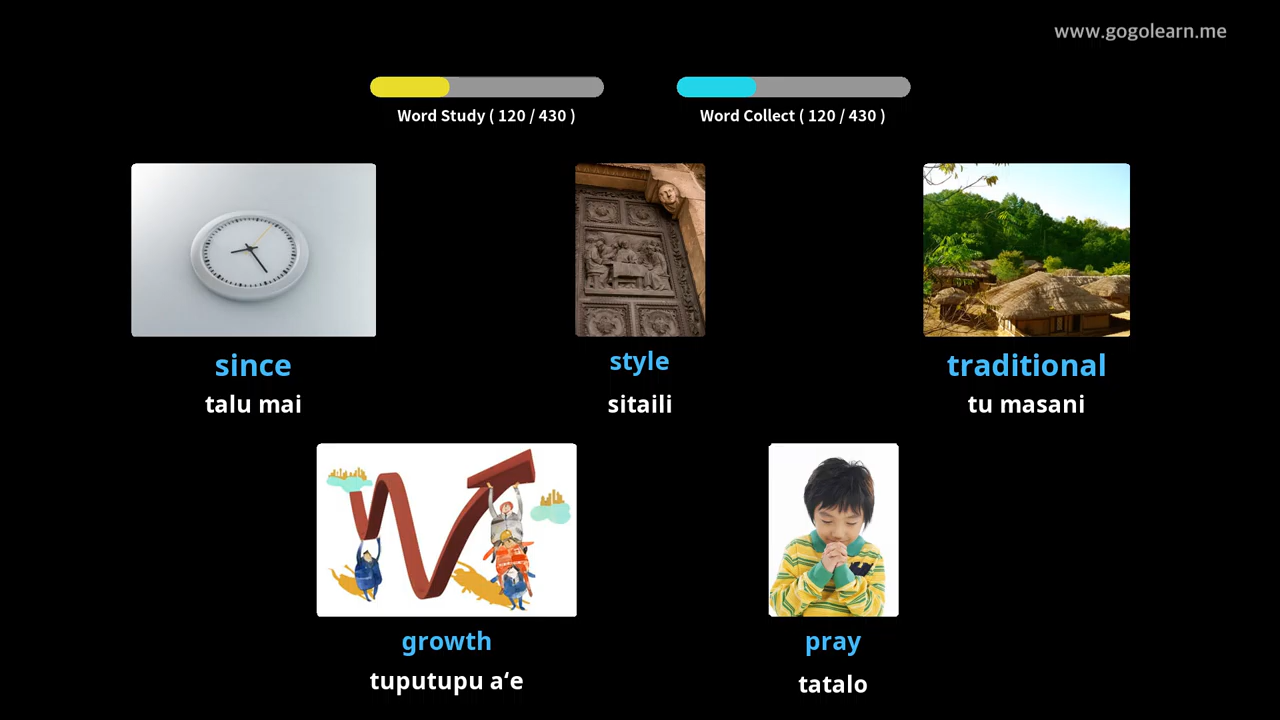 www.gogolearn.me
Word Study ( 120 / 430 )
Word Collect ( 120 / 430 )
since
talu mai
style
sitaili
traditional
tu masani
growth
tuputupu aʻe
pray
tatalo